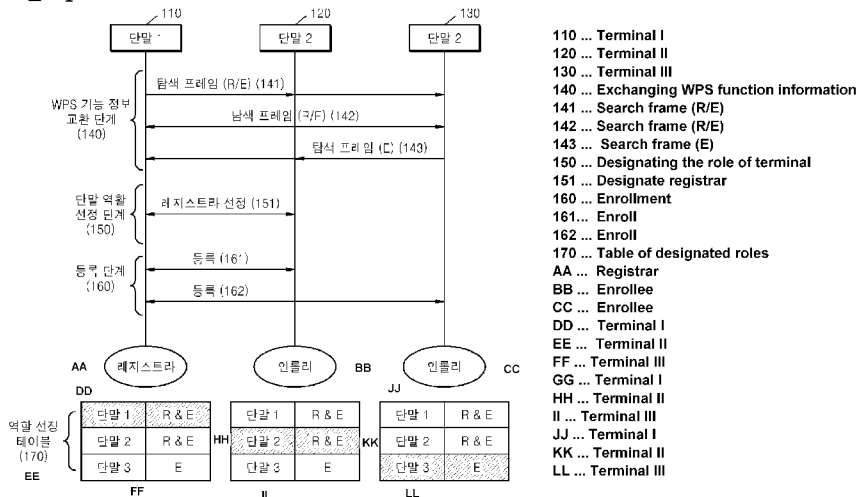 110
120
130
단말 1
단말 2
단말 2
탐색 프레임 (R/E) (141)
WPS 기능 정보
교환 단계
(140)
남색 프레임 (R/F) (142)
탐색 프레임 (E) (143)
단말 역할
선정 단계
(150)
레지스트라 선정 (151)
등록 단계
(160)
등록 (161)
등록 (162)
AA
레지스트라
인롤리
BB
인롤리
CC
DD
JJ
역할 선정
테이블
(170)
EE
단말 1 R & E
단말 2 R & E
단말 3 E
HH
단말 1 R & E
단말 2 R & E
단말 3 E
KK
단말 1 R & E
단말 2 R & E
단말 3 E
FF
II
LL
110 ... Terminal I
120 ... Terminal II
130 ... Terminal III
140 ... Exchanging WPS function information
141 ... Search frame (R/E)
142 ... Search frame (R/E)
143 ... Search frame (E)
150 ... Designating the role of terminal
151 ... Designate registrar
160 ... Enrollment
161... Enroll
162 ... Enroll
170 ... Table of designated roles
AA ... Registrar
BB ... Enrollee
CC ... Enrollee
DD ... Terminal I
EE ... Terminal II
FF ... Terminal III
GG ... Terminal I
HH ... Terminal II
II ... Terminal III
JJ ... Terminal I
KK ... Terminal II
LL ... Terminal III